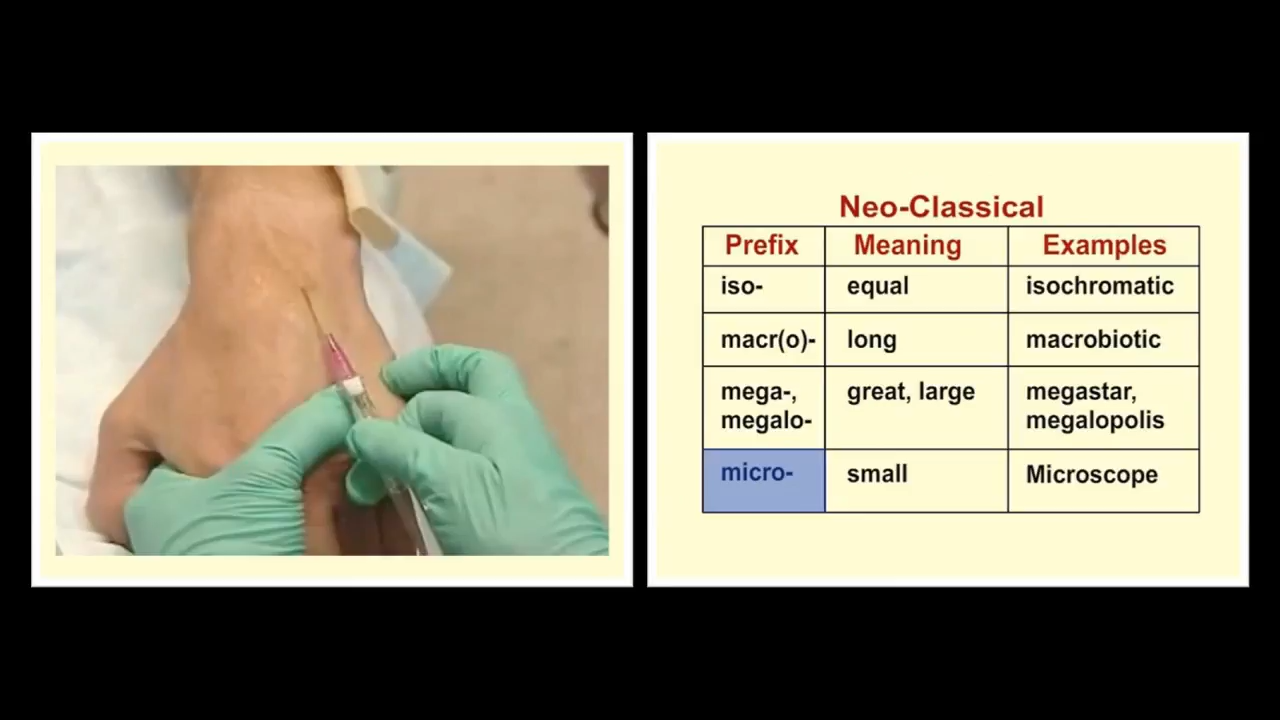 Neo-Classical
Prefix Meaning Examples
iso- equal isochromatic
macr(o)- long macrobiotic
mega-, great, large megastar,
megalo- megalopolis
micro- small Microscope